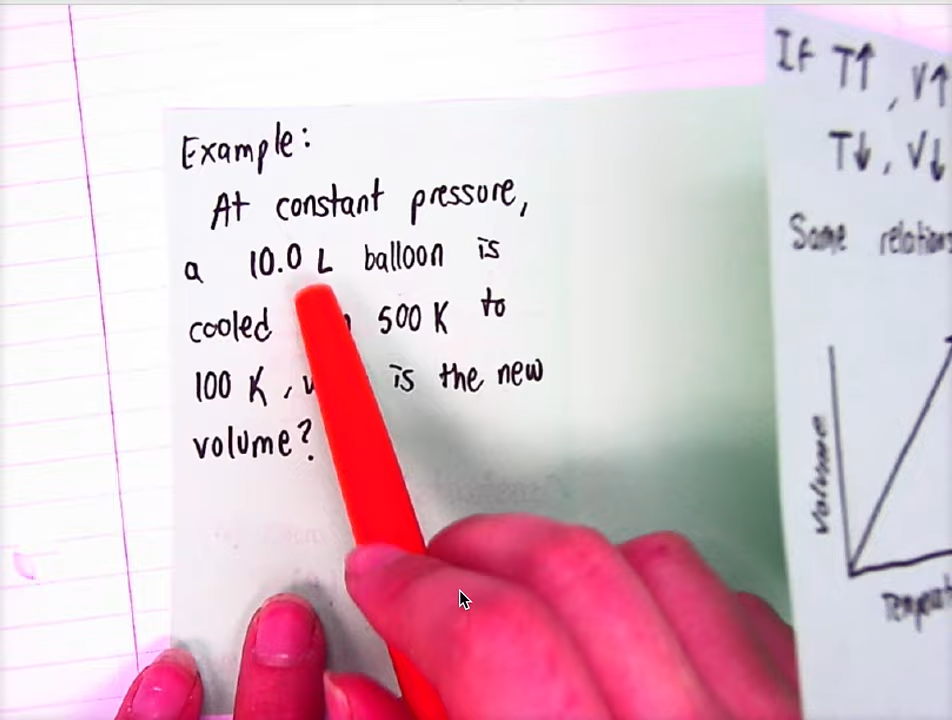 Example:
At constant pressure,
a 10.0 L balloon is
cooled 500 K to
100 K, is the new
volume?
If T↑, V↑
T↓, V↓
Same
Volume